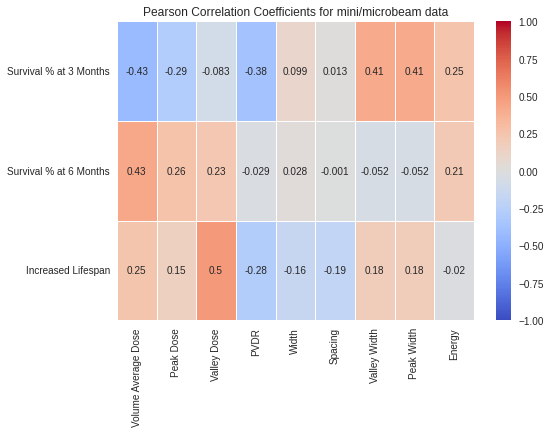 Pearson Correlation Coefficients for mini/microbeam data
Survival % at 3 Months
-0.43 -0.29 -0.083 -0.38 0.099 0.013 0.41 0.41 0.25
Survival % at 6 Months
0.43 0.26 0.23 -0.029 0.028 -0.001 -0.052 -0.052 0.21
Increased Lifespan
0.25 0.15 0.5 -0.28 -0.16 -0.19 0.18 0.18 -0.02
Volume Average Dose
Peak Dose
Valley Dose
PVDR
Width
Spacing
Valley Width
Peak Width
Energy
1.00
0.75
0.50
0.25
0.00
−0.25
−0.50
−0.75
−1.00